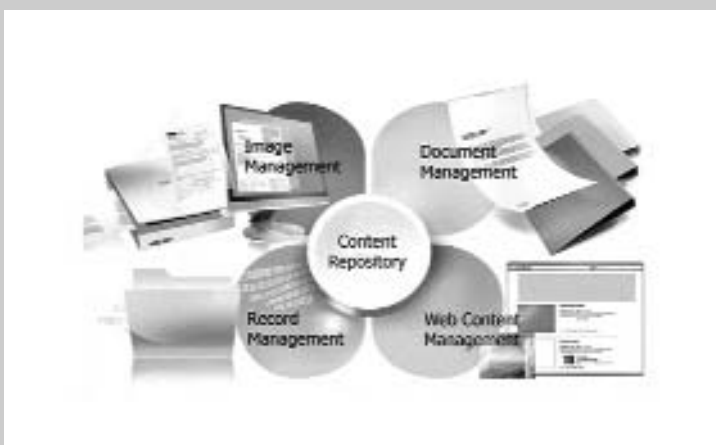 Image
Management
Document
Management
Content
Repository
Record
Management
Web Content
Management